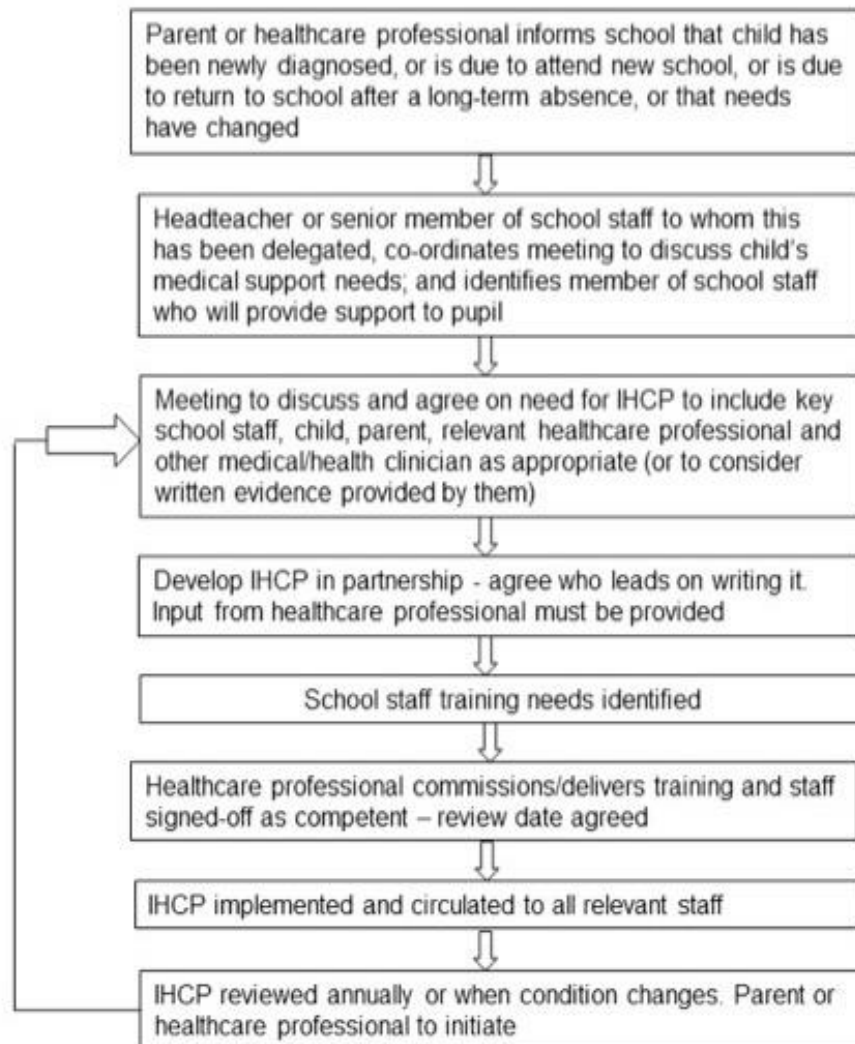 Parent or healthcare professional informs school that child has
been newly diagnosed, or is due to attend new school, or is due
to return to school after a long-term absence, or that needs
have changed
Headteacher or senior member of school staff to whom this
has been delegated, co-ordinates meeting to discuss child's
medical support needs; and identifies member of school staff
who will provide support to pupil
Meeting to discuss and agree on need for IHCP to include key
school staff, child, parent, relevant healthcare professional and
other medical/health clinician as appropriate (or to consider
written evidence provided by them)
Develop IHCP in partnership - agree who leads on writing it.
Input from healthcare professional must be provided
School staff training needs identified
Healthcare professional commissions/delivers training and staff
signed-off as competent – review date agreed
IHCP implemented and circulated to all relevant staff
IHCP reviewed annually or when condition changes. Parent or
healthcare professional to initiate